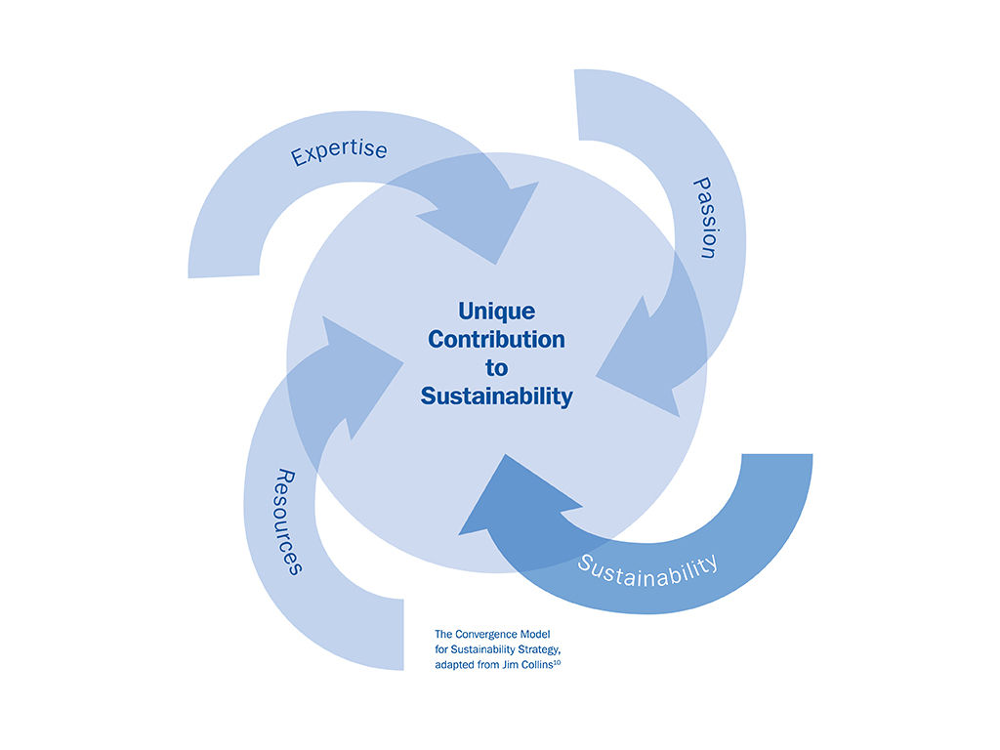 Expertise
Passion
Unique
Contribution
to
Sustainability
Resources
Sustainability
The Convergence Model
for Sustainability Strategy,
adapted from Jim Collins¹⁰